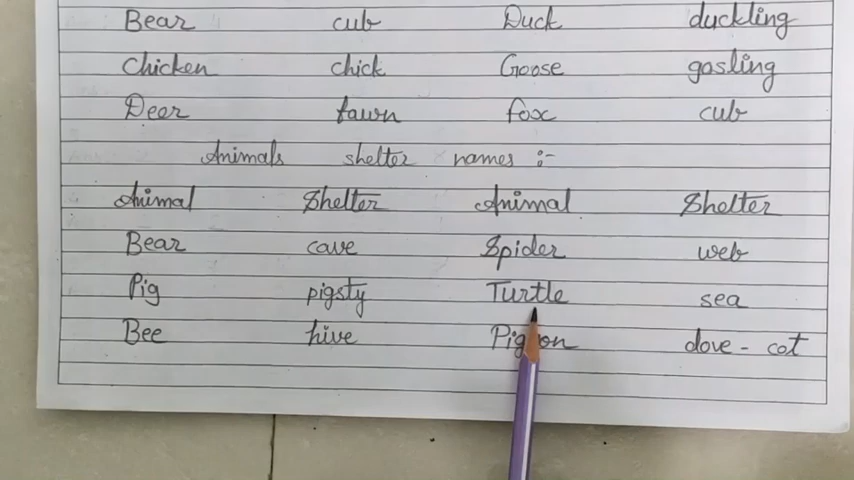 Bear cub Duck duckling
Chicken chick Goose gosling
Deer fawn fox cub
Animals shelter names :-
Animal Shelter Animal Shelter
Bear cave Spider web
Pig pigsty Turtle sea
Bee hive dove - cot